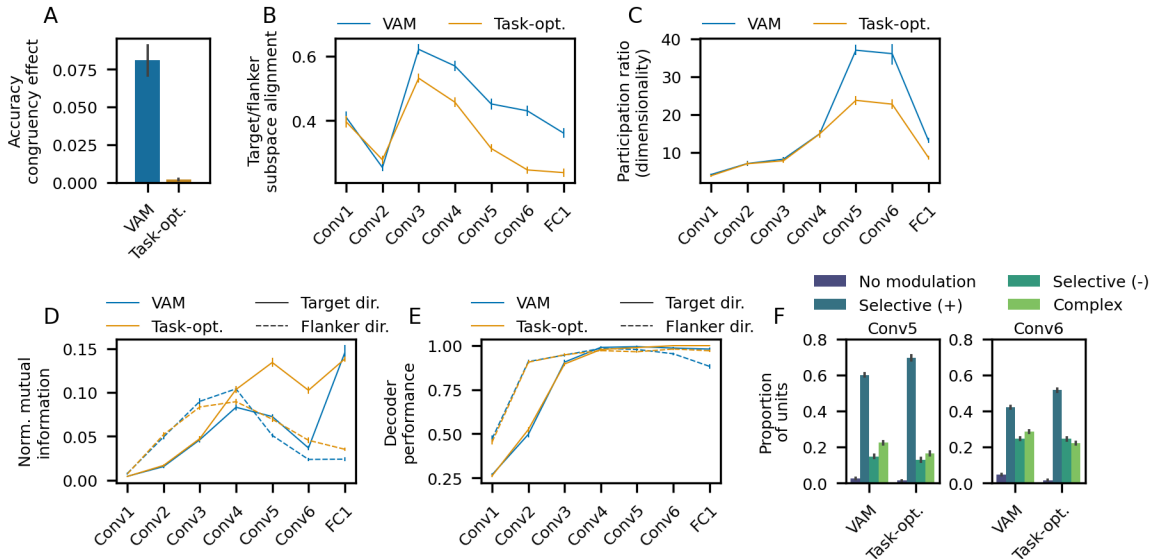 A
Accuracy
congruency effect
0.075
0.050
0.025
0.000
VAM
Task-opt.
B
VAM
Task-opt.
Target/flanker
subspace alignment
0.6
0.4
Conv1
Conv2
Conv3
Conv4
Conv5
Conv6
FC1
C
VAM
Task-opt.
Participation ratio
(dimensionality)
40
30
20
10
Conv1
Conv2
Conv3
Conv4
Conv5
Conv6
FC1
D
VAM
Task-opt.
Target dir.
Flanker dir.
Norm. mutual
information
0.15
0.10
0.05
0.00
Conv1
Conv2
Conv3
Conv4
Conv5
Conv6
FC1
E
VAM
Task-opt.
Target dir.
Flanker dir.
Decoder
performance
1.00
0.75
0.50
0.25
Conv1
Conv2
Conv3
Conv4
Conv5
Conv6
FC1
F
No modulation
Selective (+)
Selective (-)
Complex
Conv5
Proportion
of units
0.8
0.6
0.4
0.2
0.0
VAM
Task-opt.
Conv6
0.8
0.6
0.4
0.2
0.0
VAM
Task-opt.